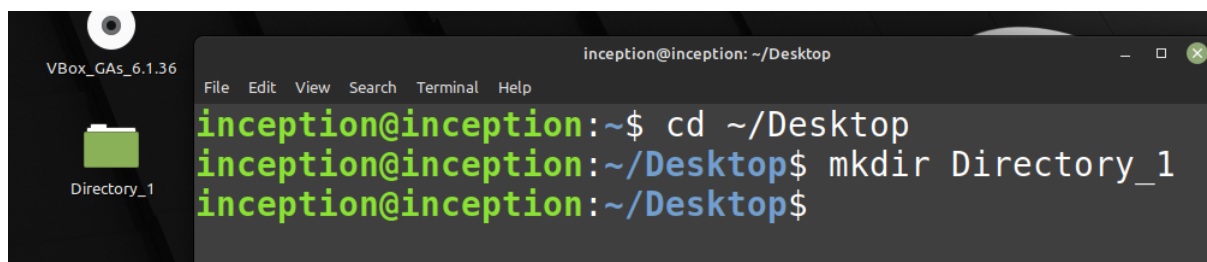 VBox_GAs_6.1.36
Directory_1
inception@inception: ~/Desktop
File Edit View Search Terminal Help
inception@inception:~$ cd ~/Desktop
inception@inception:~/Desktop$ mkdir Directory_1
inception@inception:~/Desktop$